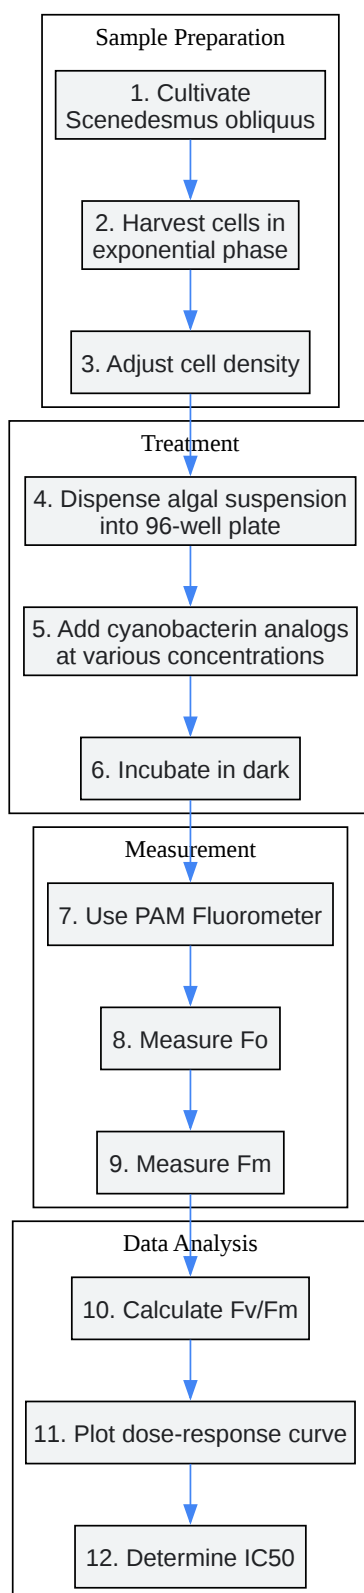 Sample Preparation
1. Cultivate
Scenedesmus obliquus
2. Harvest cells in
exponential phase
3. Adjust cell density
Treatment
4. Dispense algal suspension
into 96-well plate
5. Add cyanobacterin analogs
at various concentrations
6. Incubate in dark
Measurement
7. Use PAM Fluorometer
8. Measure Fo
9. Measure Fm
Data Analysis
10. Calculate Fv/Fm
11. Plot dose-response curve
12. Determine IC50